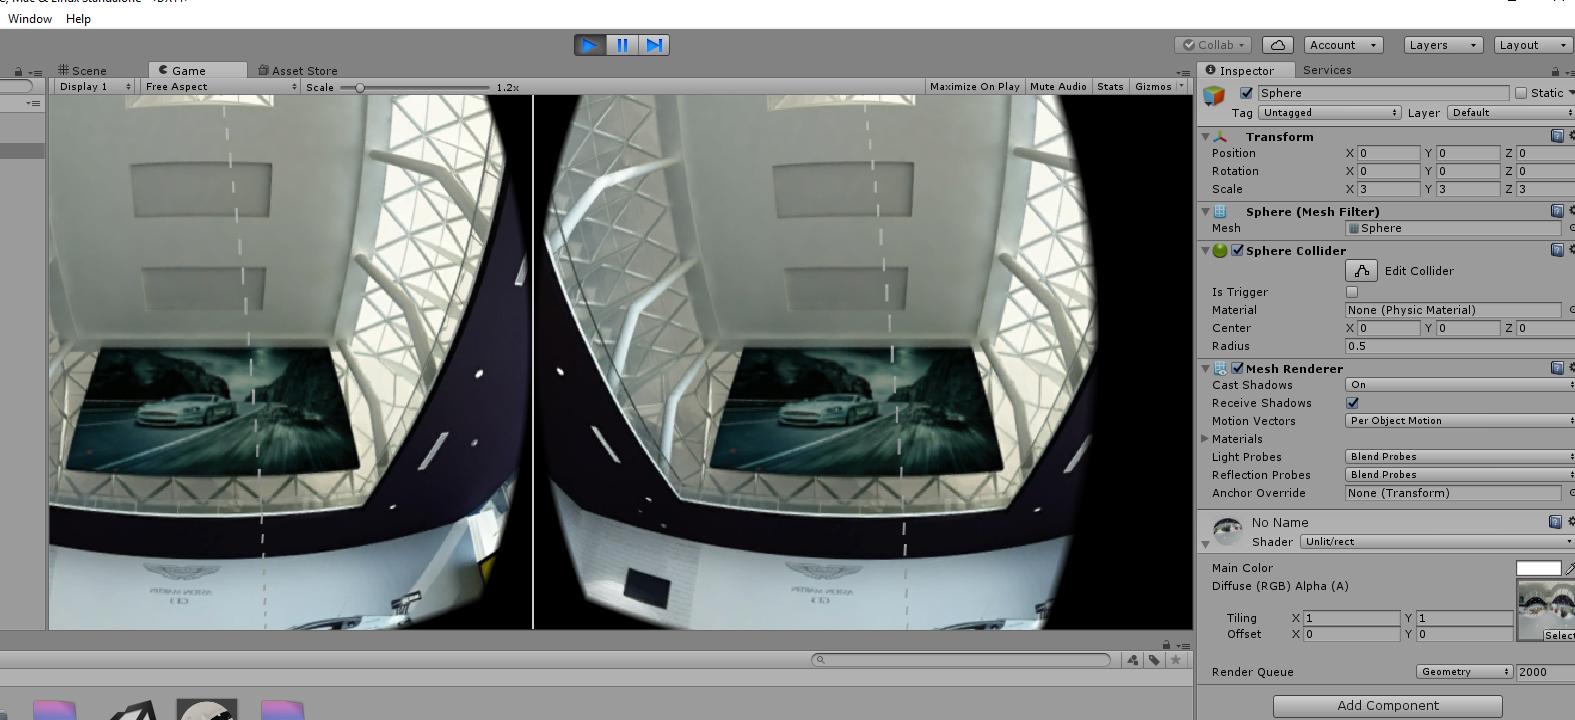 Window Help
Collab
Account
Layers
Layout
Scene
Game
Asset Store
Display 1
Free Aspect
Scale
1.2x
Maximize On Play
Mute Audio
Stats
Gizmos
Inspector
Services
Sphere
Static
Tag Untagged
Layer Default
Transform
Position X 0 Y 0 Z 0
Rotation X 0 Y 0 Z 0
Scale X 3 Y 3 Z 3
Sphere (Mesh Filter)
Mesh Sphere
Sphere Collider
Edit Collider
Is Trigger
Material None (Physic Material)
Center X 0 Y 0 Z 0
Radius 0.5
Mesh Renderer
Cast Shadows On
Receive Shadows
Motion Vectors Per Object Motion
Materials
Light Probes Blend Probes
Reflection Probes Blend Probes
Anchor Override None (Transform)
No Name
Shader Unlit/rect
Main Color
Diffuse (RGB) Alpha (A)
Tiling X 1 Y 1
Offset X 0 Y 0
Select
Render Queue Geometry 2000
Add Component